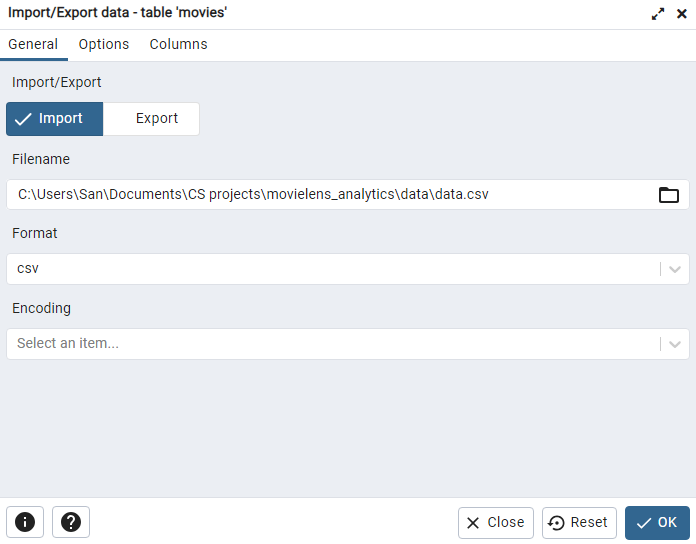 Import/Export data - table 'movies'
General Options Columns
Import/Export
Import Export
Filename
C:\Users\San\Documents\CS projects\movielens_analytics\data\data.csv
Format
csv
Encoding
Select an item...
Close Reset OK